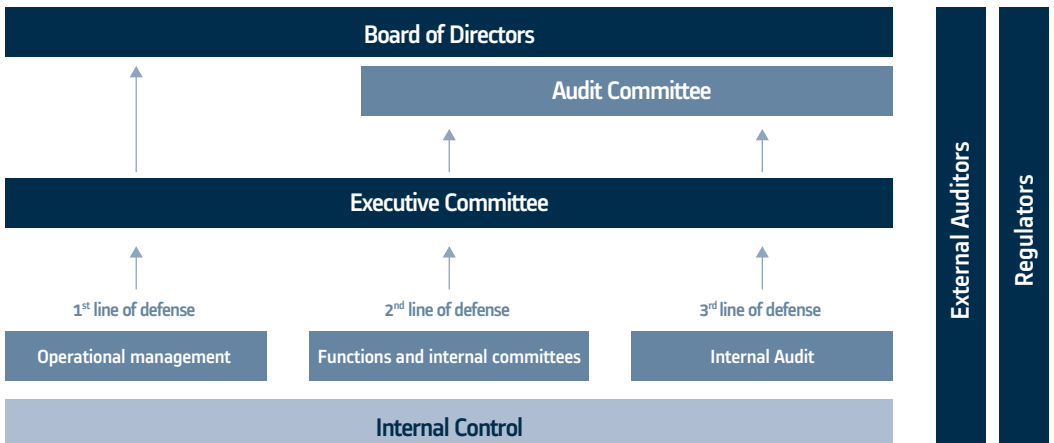 Board of Directors
Audit Committee
Executive Committee
1st line of defense
2nd line of defense
3rd line of defense
Operational management
Functions and internal committees
Internal Audit
Internal Control
External Auditors
Regulators